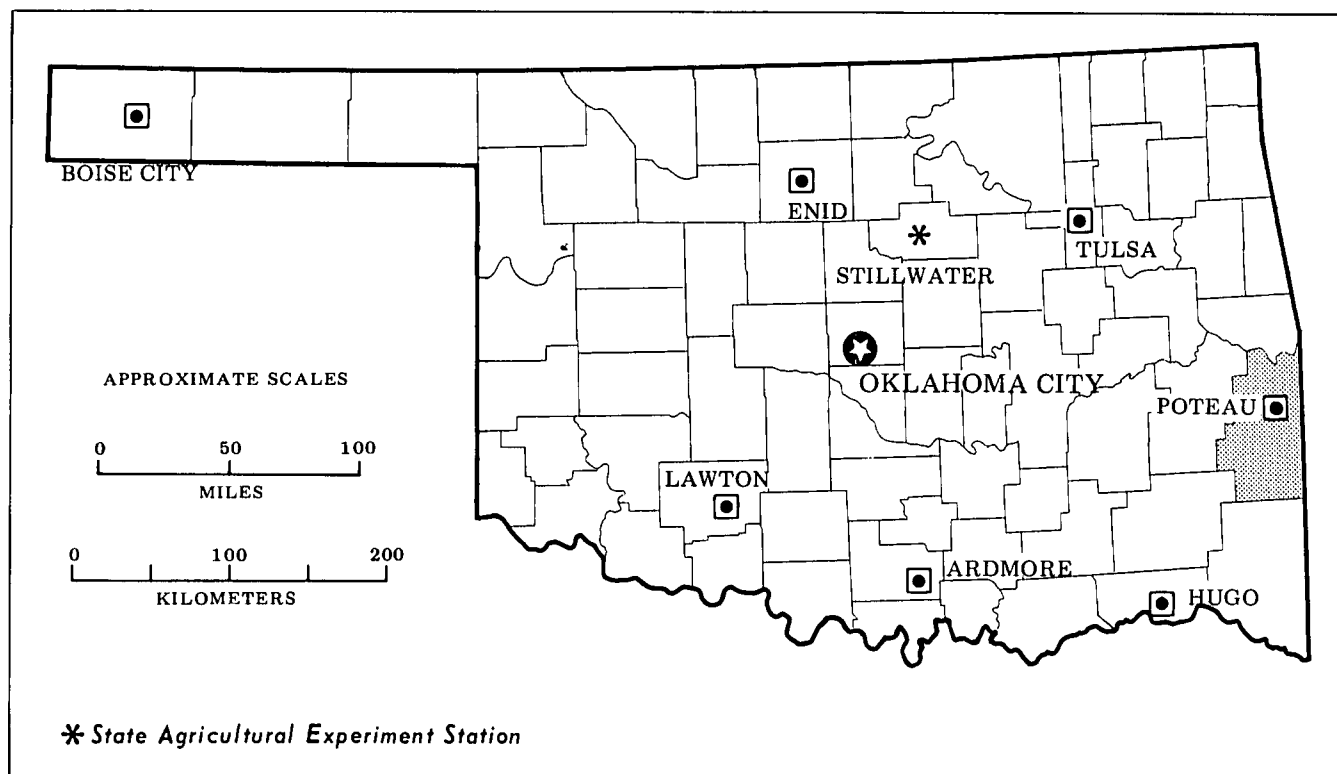 BOISE CITY
ENID
TULSA
STILLWATER
OKLAHOMA CITY
APPROXIMATE SCALES
POTEAU
0 50 100
MILES
LAWTON
0 100 200
KILOMETERS
ARDMORE
HUGO
* State Agricultural Experiment Station